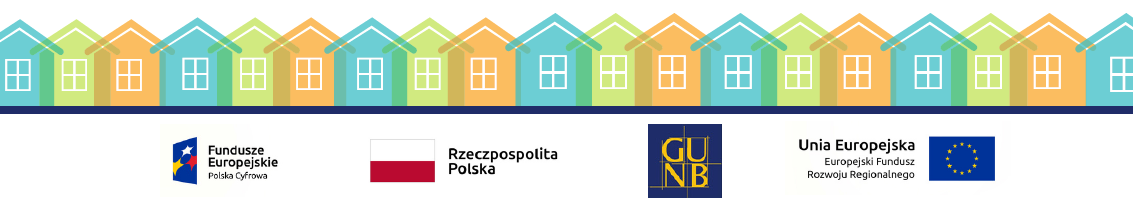 Fundusze
Europejskie
Polska Cyfrowa
Rzeczpospolita
Polska
GU
NB
Unia Europejska
Europejski Fundusz
Rozwoju Regionalnego